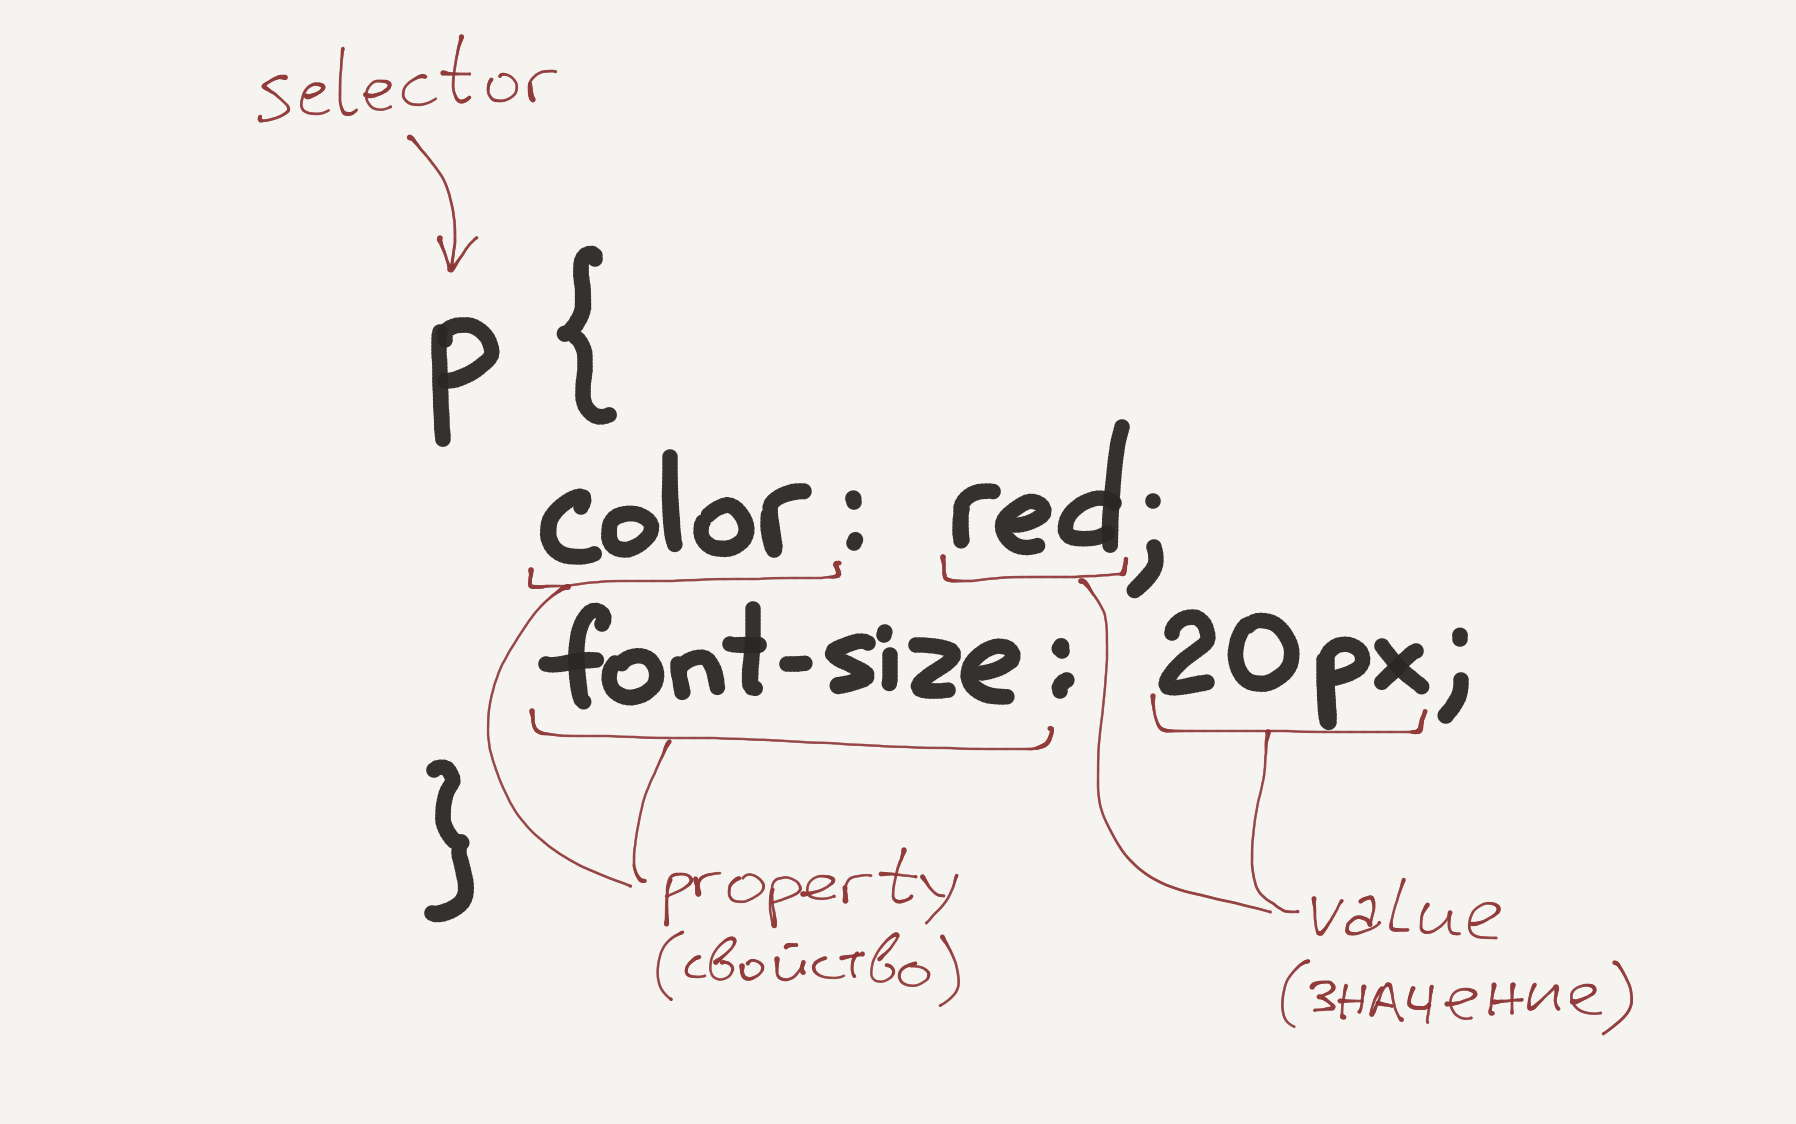 selector
p {
color: red;
font-size: 20px;
}
property
(свойство)
value
(значение)